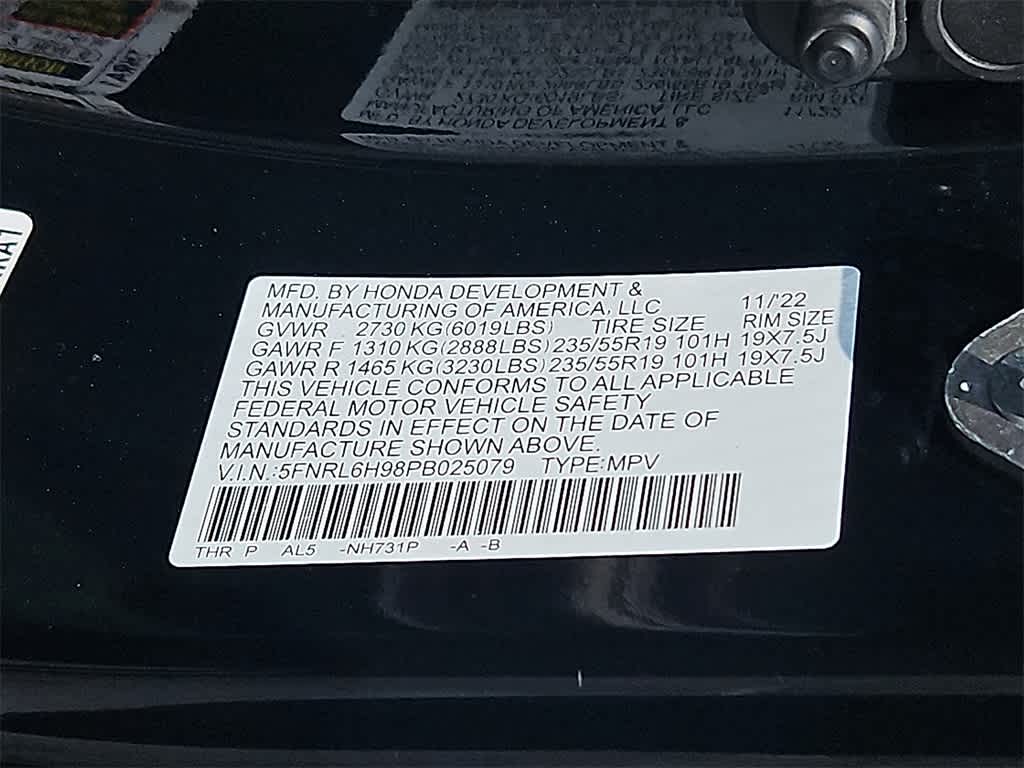 MFD. BY HONDA DEVELOPMENT &
MANUFACTURING OF AMERICA, LLC 11/'22
GVWR 2730 KG(6019LBS) TIRE SIZE RIM SIZE
GAWR F 1310 KG(2888LBS) 235/55R19 101H 19X7.5J
GAWR R 1465 KG(3230LBS) 235/55R19 101H 19X7.5J
THIS VEHICLE CONFORMS TO ALL APPLICABLE
FEDERAL MOTOR VEHICLE SAFETY
STANDARDS IN EFFECT ON THE DATE OF
MANUFACTURE SHOWN ABOVE.
V.I.N.:5FNRL6H98PB025079 TYPE:MPV
THR P AL5 -NH731P -A -B